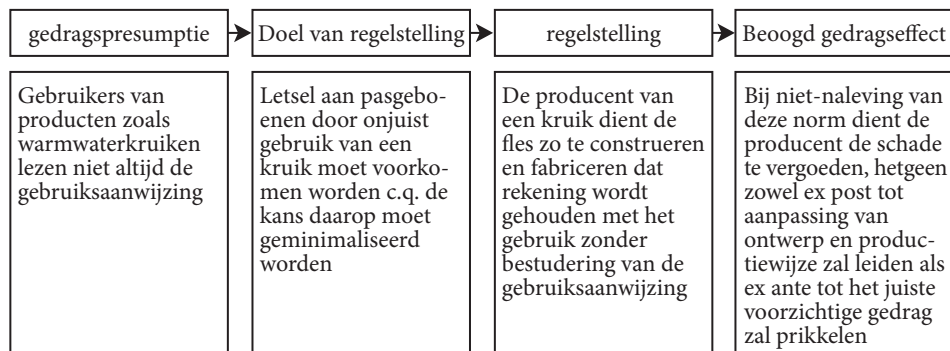 gedragspresumptie
Doel van regelstelling
regelstelling
Beoogd gedragseffect
Gebruikers van
producten zoals
warmwaterkruiken
lezen niet altijd de
gebruiksaanwijzing
Letsel aan pasgebo-
nenen door onjuist
gebruik van een
kruik moet voorko-
men worden c.q. de
kans daarop moet
geminimaliseerd
worden
De producent van
een kruik dient de
fles zo te construeren
en fabriceren dat
rekening wordt
gehouden met het
gebruik zonder
bestudering van de
gebruiksaanwijzing
Bij niet-naleving van
deze norm dient de
producent de schade
te vergoeden, hetgeen
zowel ex post tot
aanpassing van
ontwerp en produc-
tiewijze zal leiden als
ex ante tot het juiste
voorzichtige gedrag
zal prikkelen